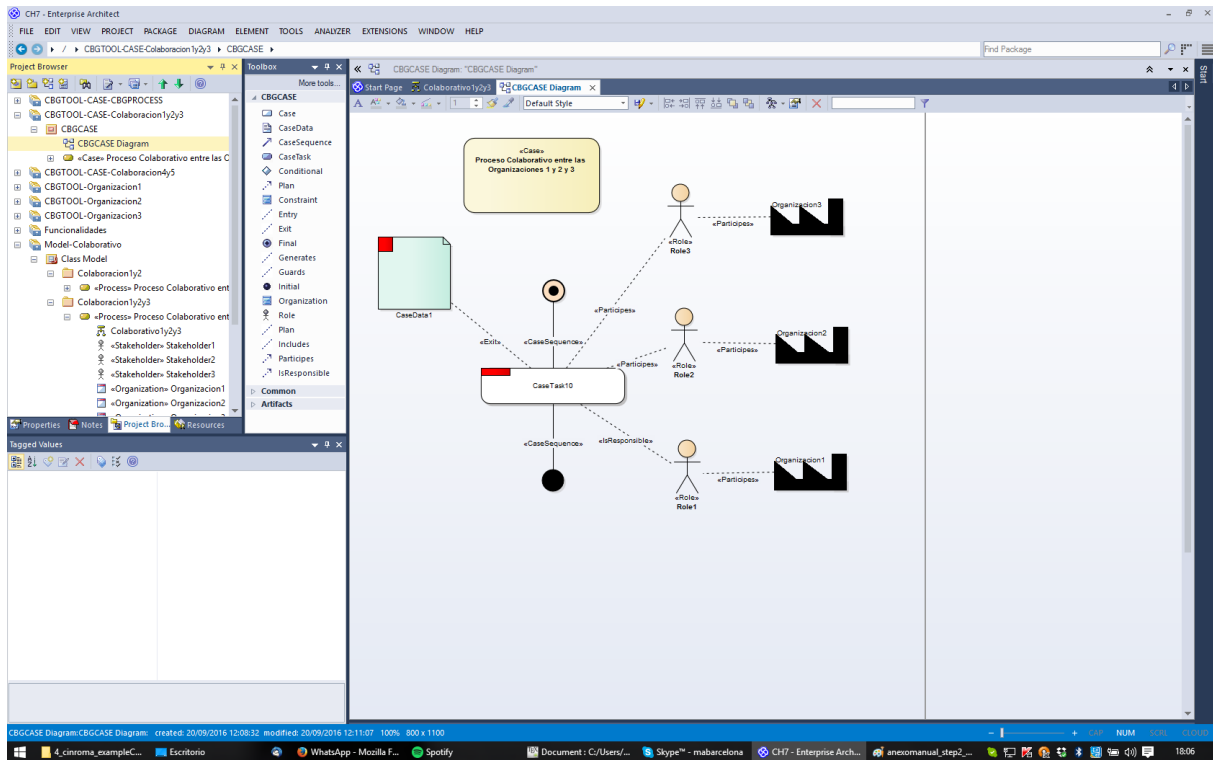 CH7 - Enterprise Architect
FILE EDIT VIEW PROJECT PACKAGE DIAGRAM ELEMENT TOOLS ANALYZER EXTENSIONS WINDOW HELP
/ CBGTOOL-CASE-Colaboracion1y2y3 CBGCASE
Find Package
Project Browser
CBGTOOL-CASE-CBGPROCESS
CBGTOOL-CASE-Colaboracion1y2y3
CBGCASE
CBGCASE Diagram
«Case» Proceso Colaborativo entre las O
CBGTOOL-CASE-Colaboracion4y5
CBGTOOL-Organizacion1
CBGTOOL-Organizacion2
CBGTOOL-Organizacion3
Funcionalidades
Model-Colaborativo
Class Model
Colaboracion1y2
«Process» Proceso Colaborativo ent
Colaboracion1y2y3
«Process» Proceso Colaborativo ent
Colaborativo1y2y3
«Stakeholder» Stakeholder1
«Stakeholder» Stakeholder2
«Stakeholder» Stakeholder3
«Organization» Organizacion1
«Organization» Organizacion2
Properties Notes Project Bro... Resources
Tagged Values
Toolbox
More tools...
CBGCASE
Case
CaseData
CaseSequence
CaseTask
Conditional
Plan
Constraint
Entry
Exit
Final
Generates
Guards
Initial
Organization
Role
Plan
Includes
Participes
IsResponsible
Common
Artifacts
CBGCASE Diagram: "CBGCASE Diagram"
Start Page Colaborativo1y2y3 CBGCASE Diagram
1 Default Style
«Case»
Proceso Colaborativo entre las
Organizaciones 1 y 2 y 3
Organizacion3
«Participes»
«Role»
Role3
CaseData1
«Participes»
Organizacion2
«Exit»
«CaseSequence»
«Participes»
«Participes»
«Role»
Role2
CaseTask10
«CaseSequence»
«IsResponsible»
Organizacion1
«Participes»
«Role»
Role1
Start
CBGCASE Diagram:CBGCASE Diagram: created: 20/09/2016 12:08:32 modified: 20/09/2016 12:11:07 100% 800 x 1100
CAP NUM SCRL CLOUD
4_cinroma_exampleC... Escritorio WhatsApp - Mozilla F... Spotify Document : C:/Users/... Skype™ - mabarcelona CH7 - Enterprise Arch... anexomanual_step2_... 18:06